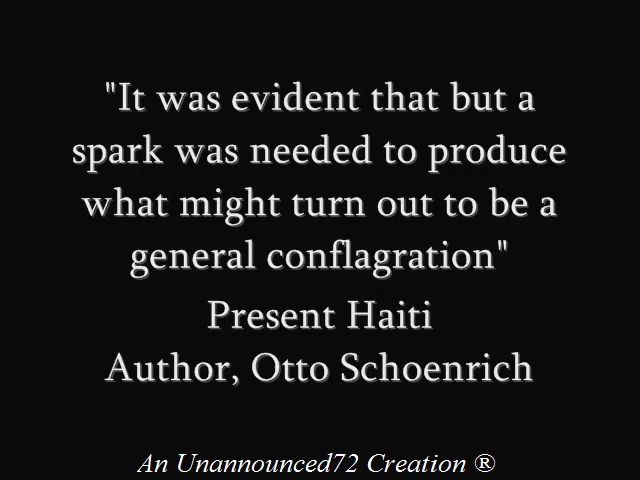 "It was evident that but a
spark was needed to produce
what might turn out to be a
general conflagration"
Present Haiti
Author, Otto Schoenrich
An Unannounced72 Creation ®